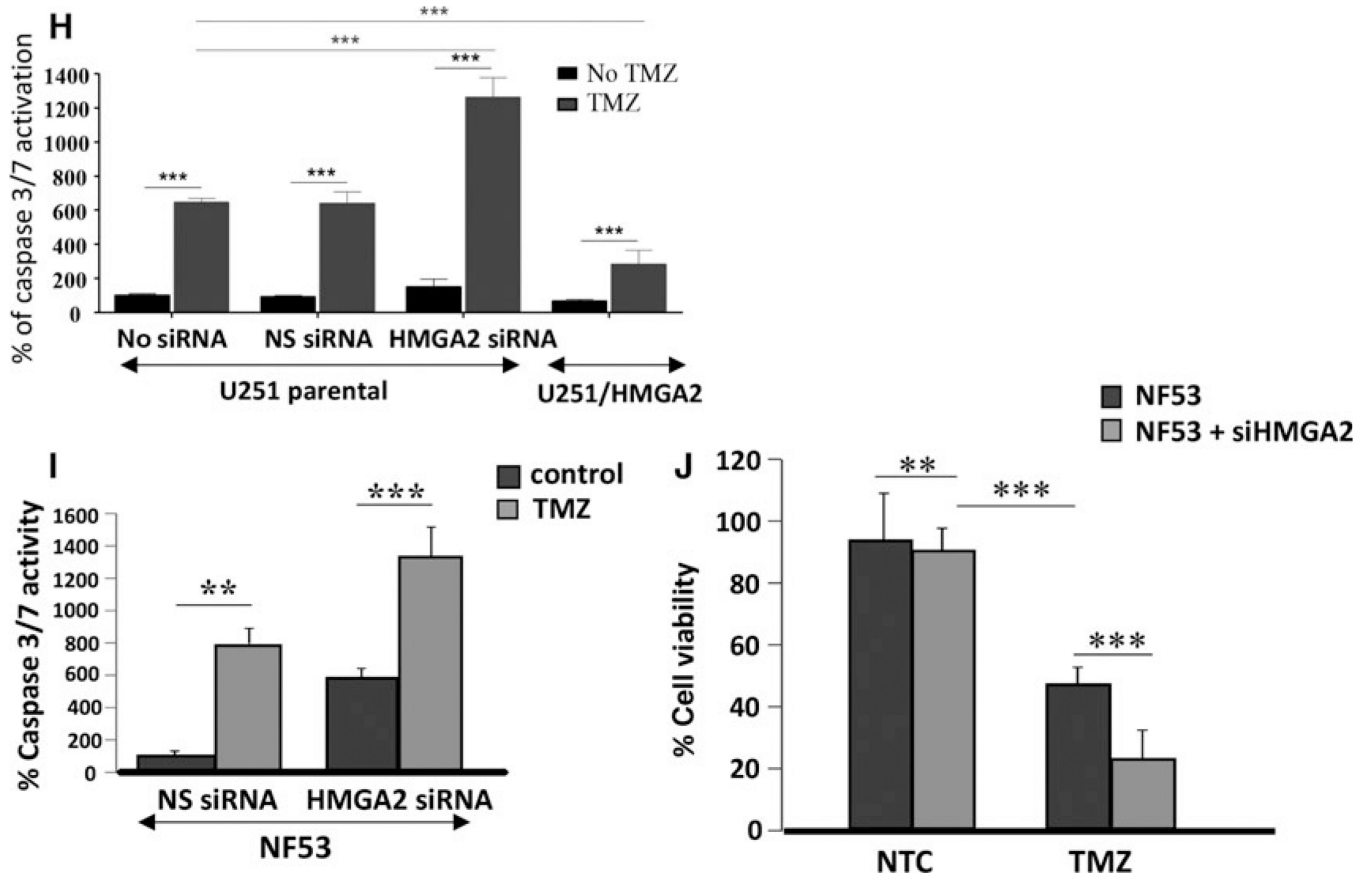 H
***
***
***
No TMZ
TMZ
% of caspase 3/7 activation
1400
1200
1000
800
600
400
200
0
***
***
***
No siRNA NS siRNA HMGA2 siRNA
U251 parental U251/HMGA2
I
control
TMZ
% Caspase 3/7 activity
1600
1400
1200
1000
800
600
400
200
0
**
***
NS siRNA HMGA2 siRNA
NF53
NF53
NF53 + siHMGA2
J
% Cell viability
120
100
80
60
40
20
0
**
***
***
NTC TMZ